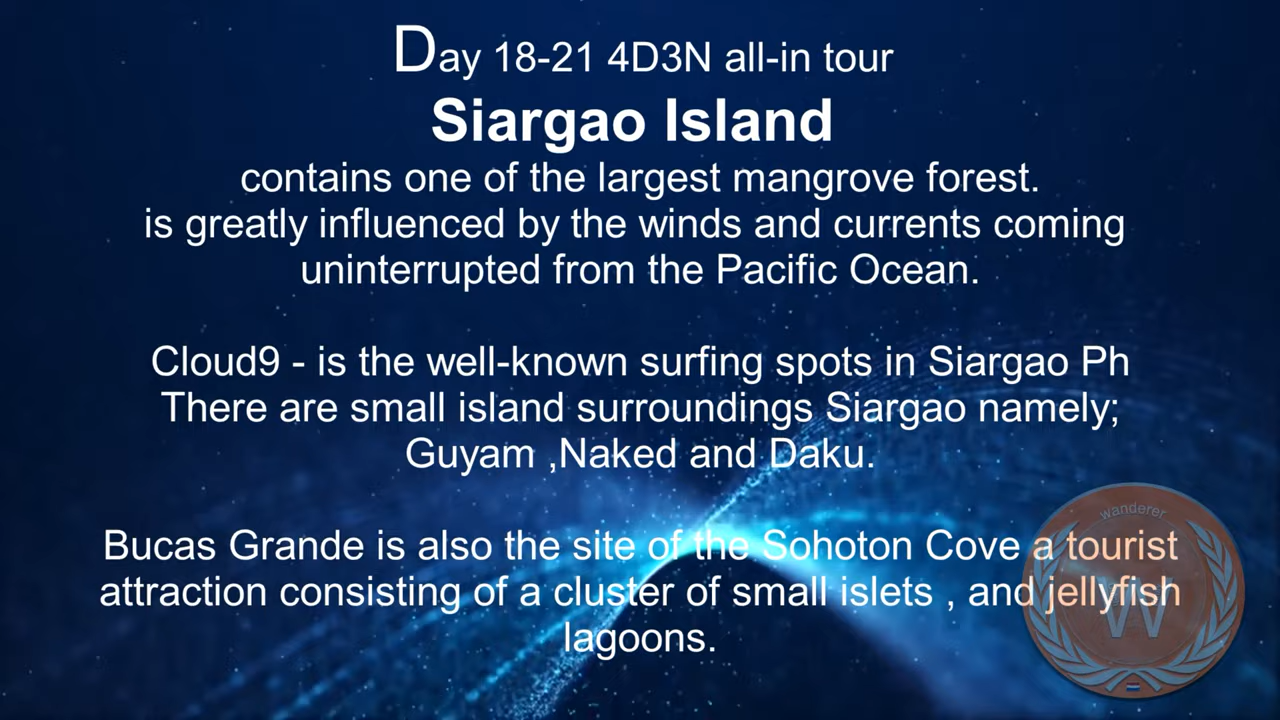 Day 18-21 4D3N all-in tour
Siargao Island
contains one of the largest mangrove forest.
is greatly influenced by the winds and currents coming
uninterrupted from the Pacific Ocean.
Cloud9 - is the well-known surfing spots in Siargao Ph
There are small island surroundings Siargao namely;
Guyam ,Naked and Daku.
Bucas Grande is also the site of the Sohoton Cove a tourist
attraction consisting of a cluster of small islets , and jellyfish
lagoons.
wanderer
W